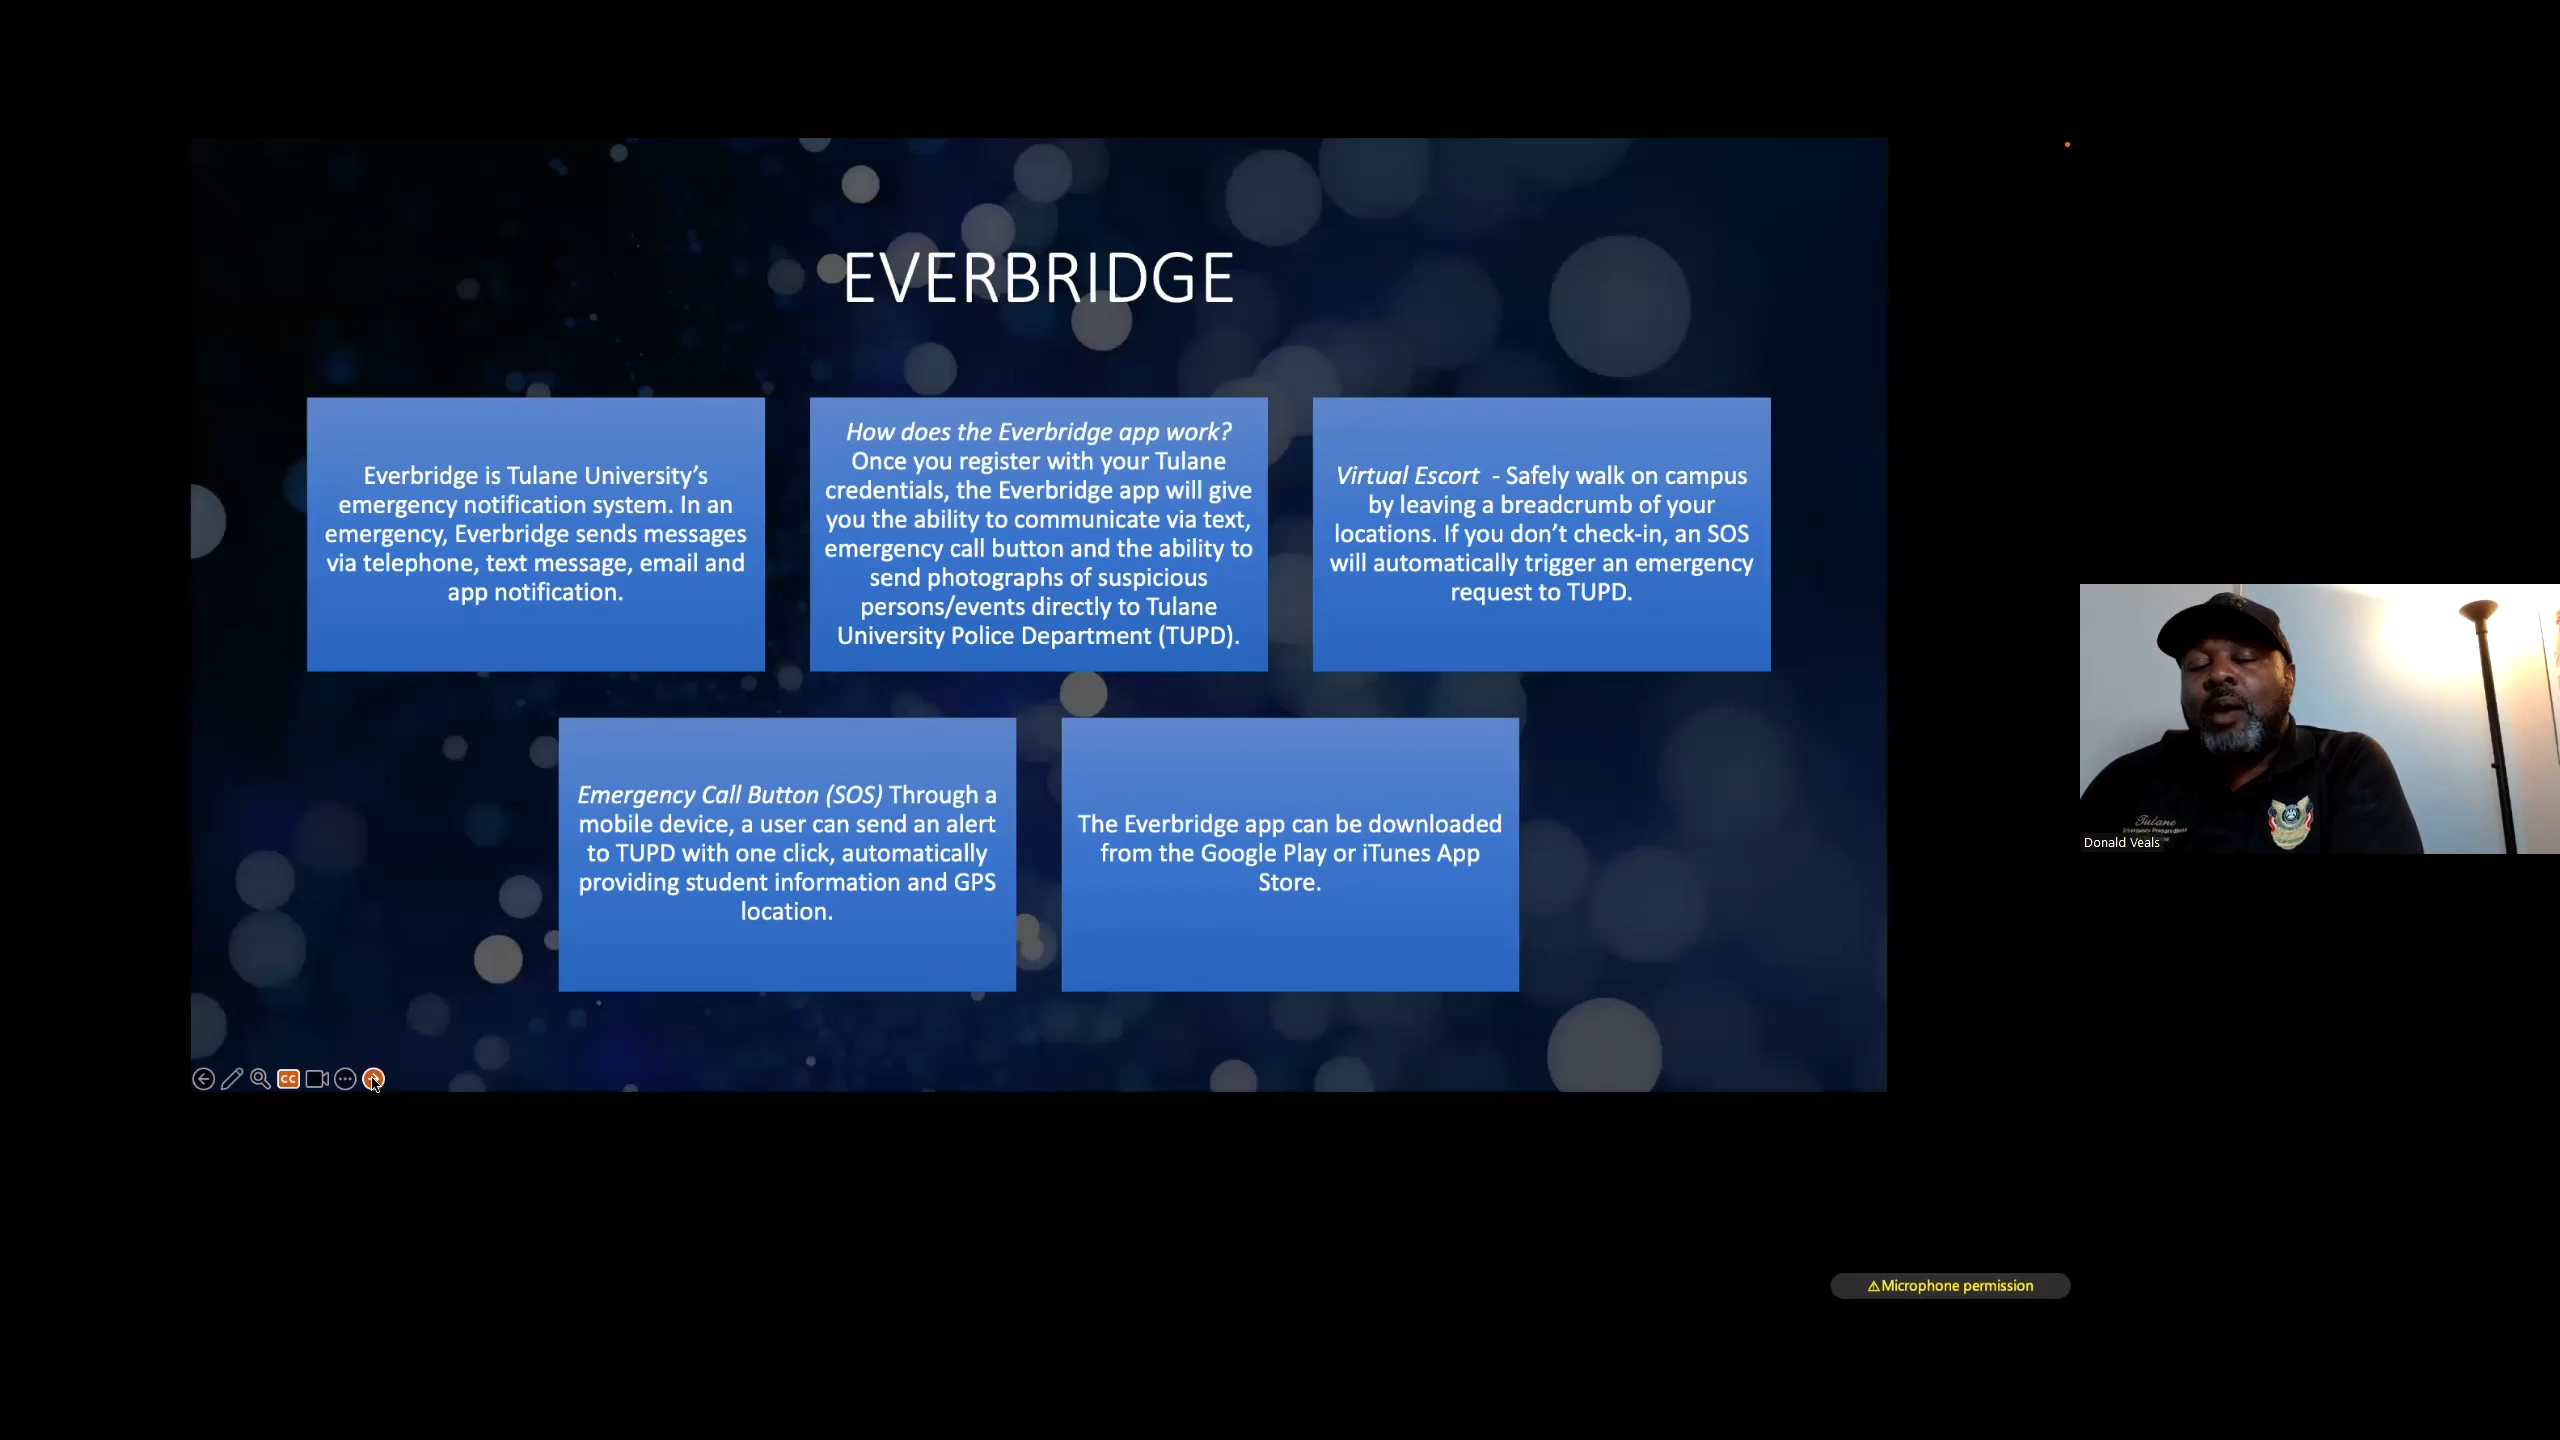 EVERBRIDGE
Everbridge is Tulane University’s
emergency notification system. In an
emergency, Everbridge sends messages
via telephone, text message, email and
app notification.
How does the Everbridge app work?
Once you register with your Tulane
credentials, the Everbridge app will give
you the ability to communicate via text,
emergency call button and the ability to
send photographs of suspicious
persons/events directly to Tulane
University Police Department (TUPD).
Virtual Escort  - Safely walk on campus
by leaving a breadcrumb of your
locations. If you don’t check-in, an SOS
will automatically trigger an emergency
request to TUPD.
Emergency Call Button (SOS) Through a
mobile device, a user can send an alert
to TUPD with one click, automatically
providing student information and GPS
location.
The Everbridge app can be downloaded
from the Google Play or iTunes App
Store.
CC
Tulane
Emergency Preparedness
Donald Veals
⚠Microphone permission